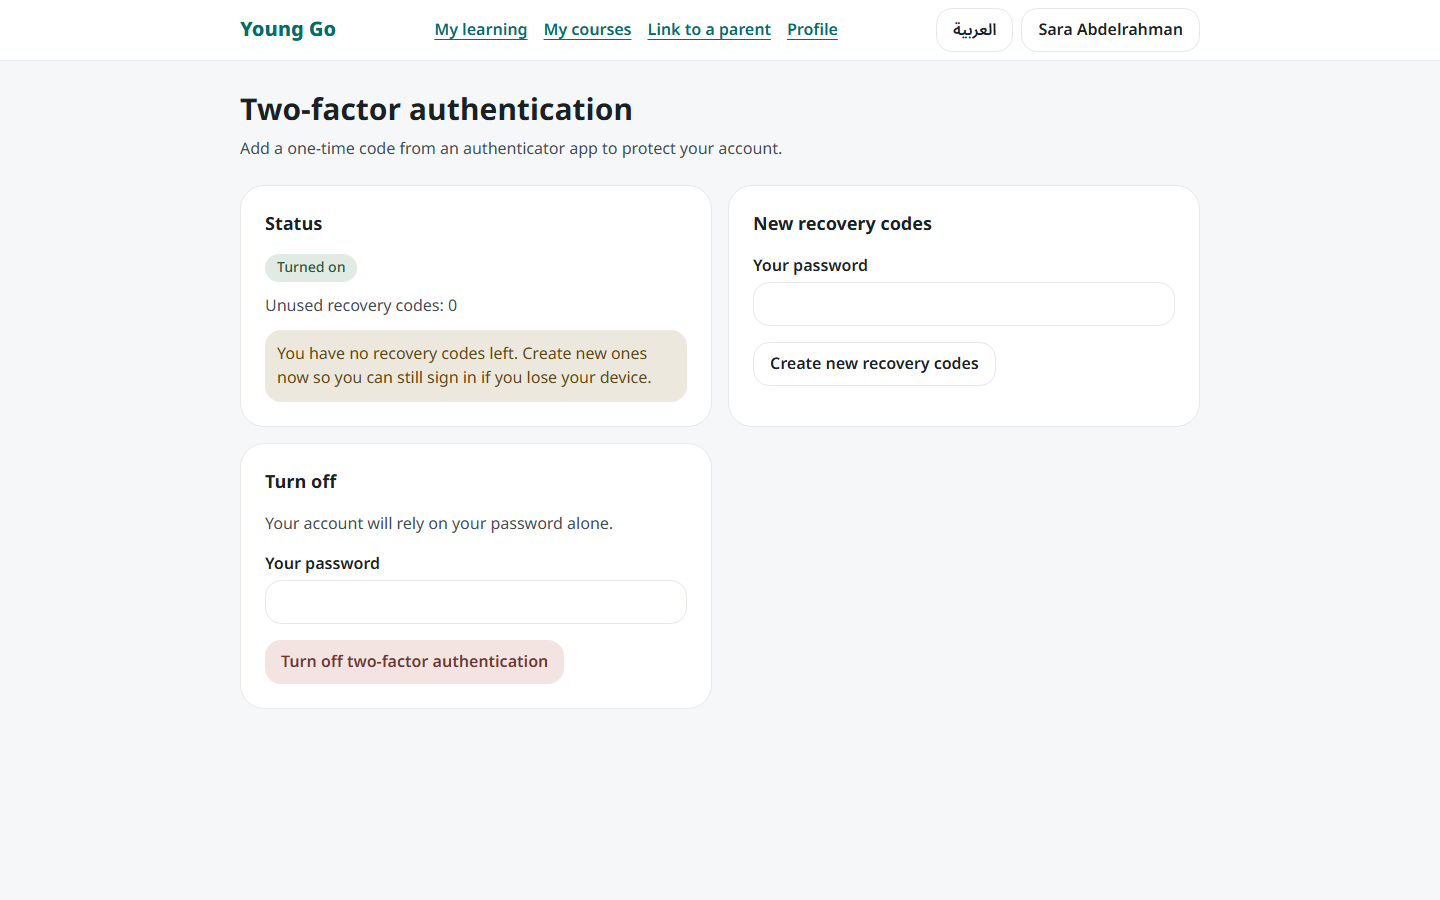 Young Go
My learning
My courses
Link to a parent
Profile
العربية
Sara Abdelrahman
Two-factor authentication
Add a one-time code from an authenticator app to protect your account.
Status
Turned on
Unused recovery codes: 0
You have no recovery codes left. Create new ones
now so you can still sign in if you lose your device.
New recovery codes
Your password
Create new recovery codes
Turn off
Your account will rely on your password alone.
Your password
Turn off two-factor authentication